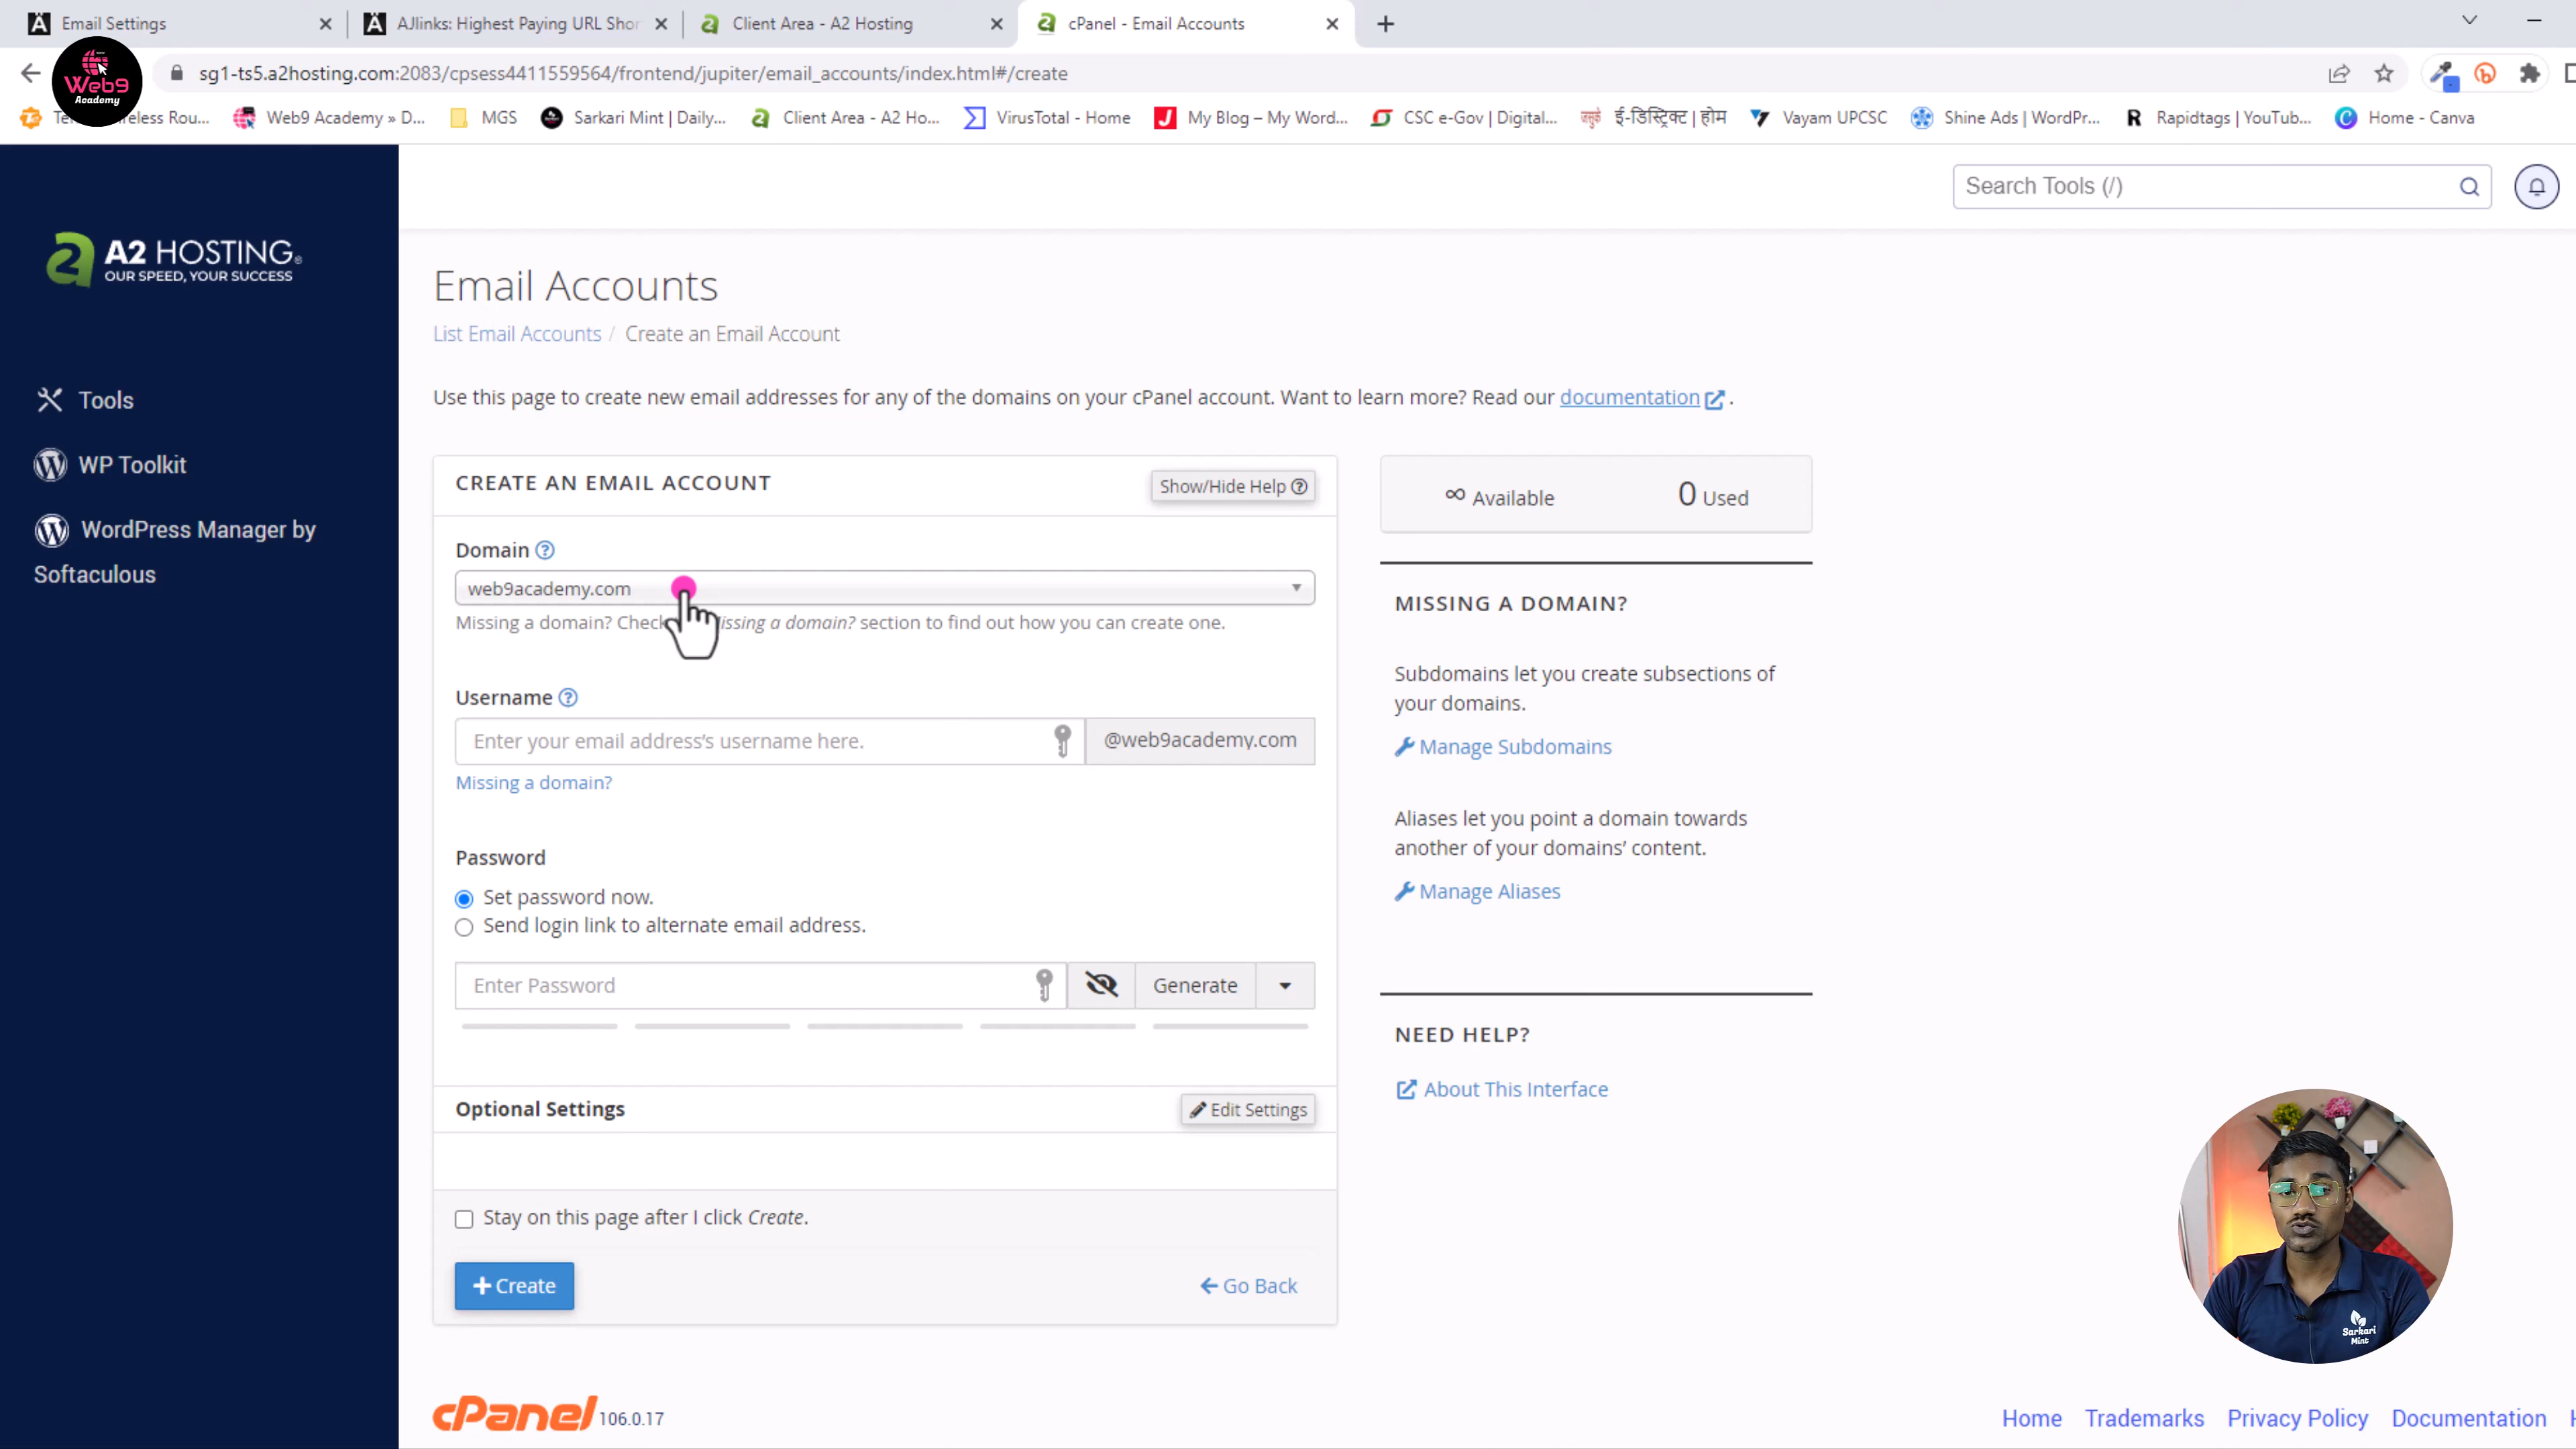 Email Settings
AJlinks: Highest Paying URL Shor
Client Area - A2 Hosting
cPanel - Email Accounts
Web9
Academy
sg1-ts5.a2hosting.com:2083/cpsess4411559564/frontend/jupiter/email_accounts/index.html#/create
reless Rou...
Web9 Academy » D...
MGS
Sarkari Mint | Daily,...
Client Area - A2 Ho...
VirusTotal - Home
My Blog – My Word...
CSC e-Gov | Digital...
ई-डिस्ट्रिक्ट | होम
Vayam UPCSC
Shine Ads | WordPr...
Rapidtags | YouTub...
Home - Canva
Search Tools (/)
A2 HOSTING®
OUR SPEED, YOUR SUCCESS
Tools
WP Toolkit
WordPress Manager by
Softaculous
Email Accounts
List Email Accounts / Create an Email Account
Use this page to create new email addresses for any of the domains on your cPanel account. Want to learn more? Read our documentation .
CREATE AN EMAIL ACCOUNT
Show/Hide Help
Domain
web9academy.com
Missing a domain? Check issing a domain? section to find out how you can create one.
Username
Enter your email address's username here.
@web9academy.com
Missing a domain?
Password
Set password now.
Send login link to alternate email address.
Enter Password
Generate
Optional Settings
Edit Settings
Stay on this page after I click Create.
+ Create
Go Back
∞ Available
0 Used
MISSING A DOMAIN?
Subdomains let you create subsections of
your domains.
Manage Subdomains
Aliases let you point a domain towards
another of your domains' content.
Manage Aliases
NEED HELP?
About This Interface
Sarkari
Mint
cPanel 106.0.17
Home
Trademarks
Privacy Policy
Documentation